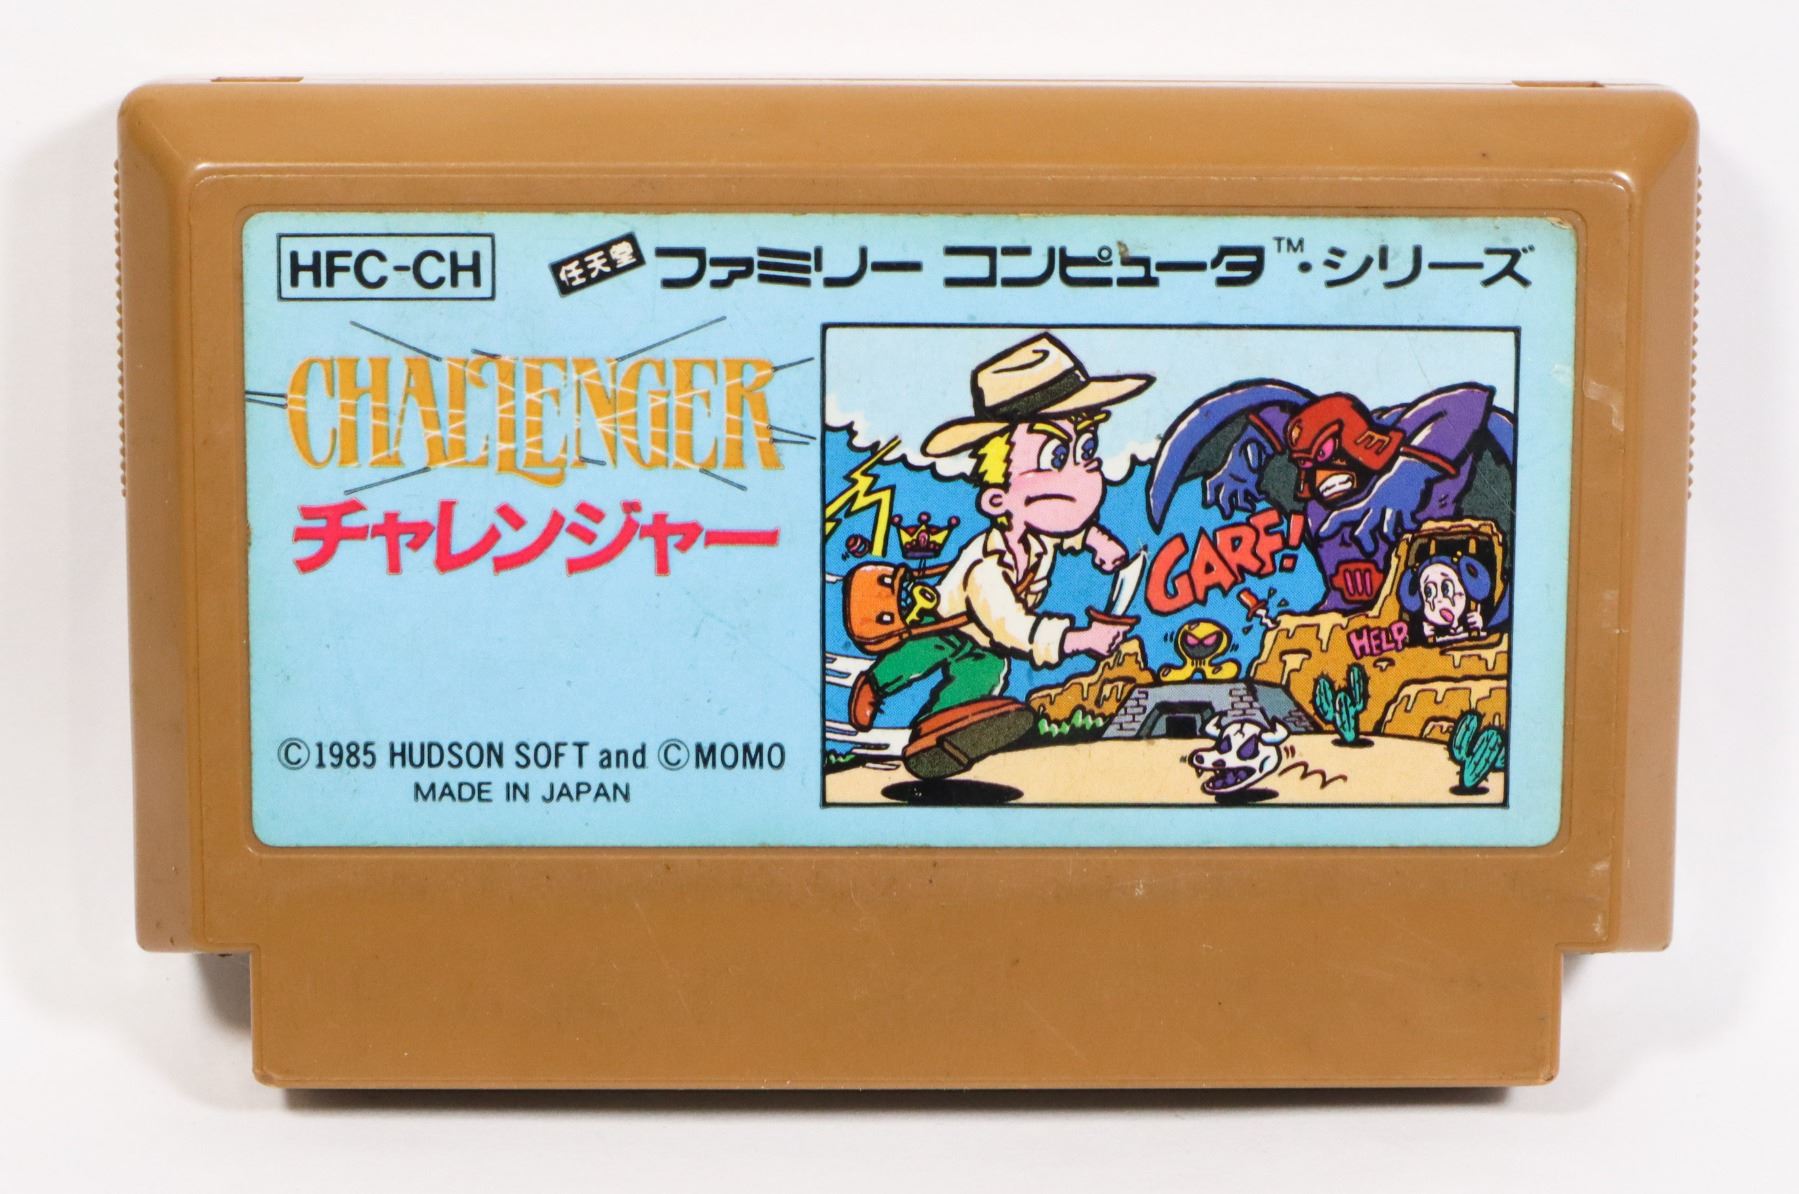 HFC-CH
任天堂 ファミリー コンピュータ™・シリーズ
CHALLENGER
チャレンジャー
©1985 HUDSON SOFT and ©MOMO
MADE IN JAPAN
GARF!
HELP